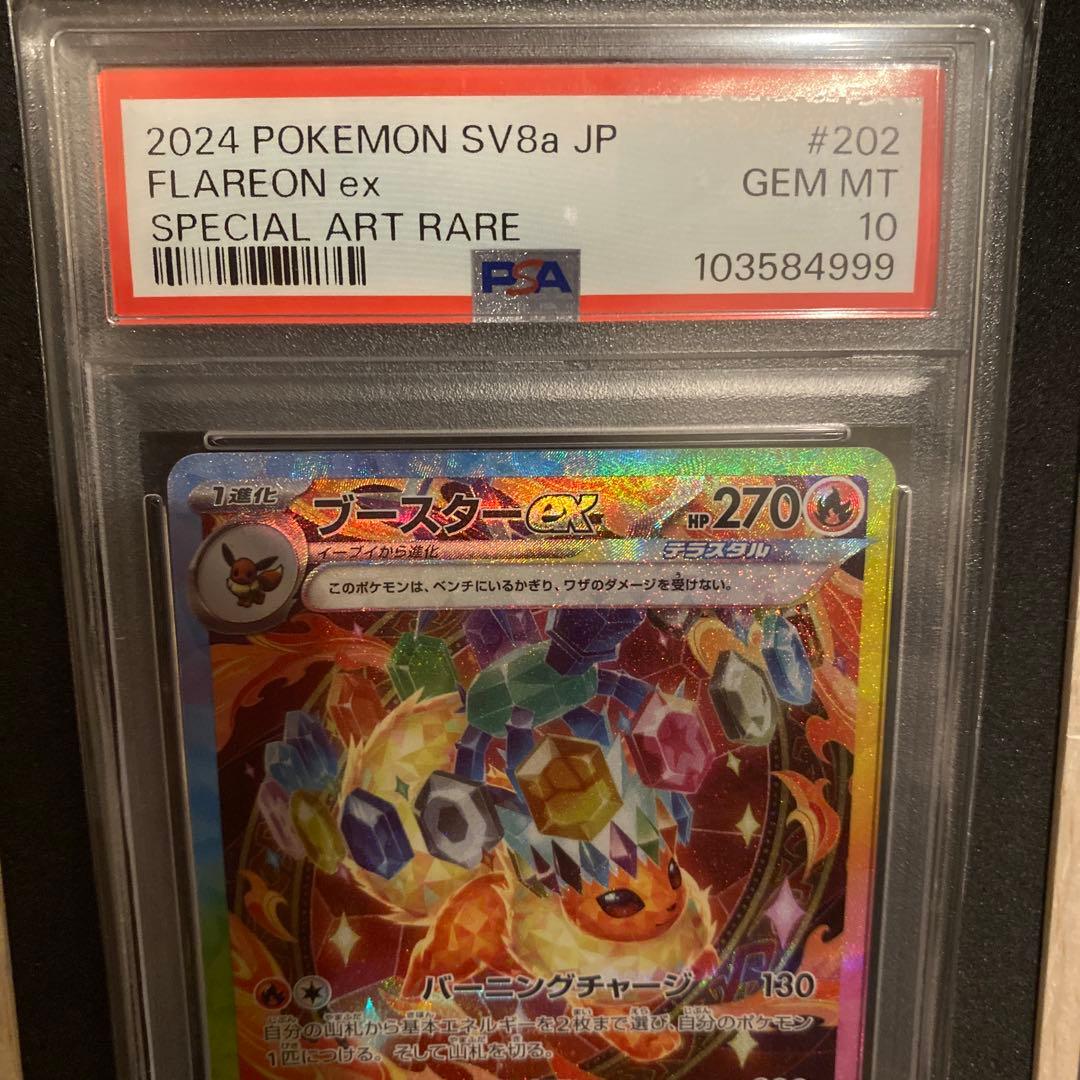 2024 POKEMON SV8a JP #202
FLAREON ex GEM MT
SPECIAL ART RARE 10
PSA 103584999
1進化 ブースターex HP270
イーブイから進化 テラスタル
このポケモンは、ベンチにいるかぎり、ワザのダメージを受けない。
バーニングチャージ 130
自分の山札から基本エネルギーを2枚まで選び、自分のポケモン
1匹につける。そして山札を切る。